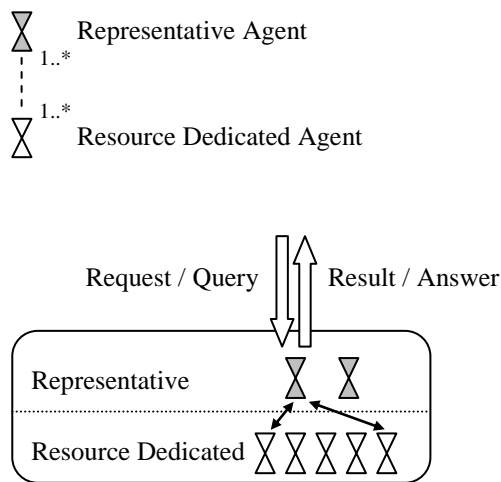 Representative Agent
1..*
1..*
Resource Dedicated Agent
Request / Query
Result / Answer
Representative
Resource Dedicated